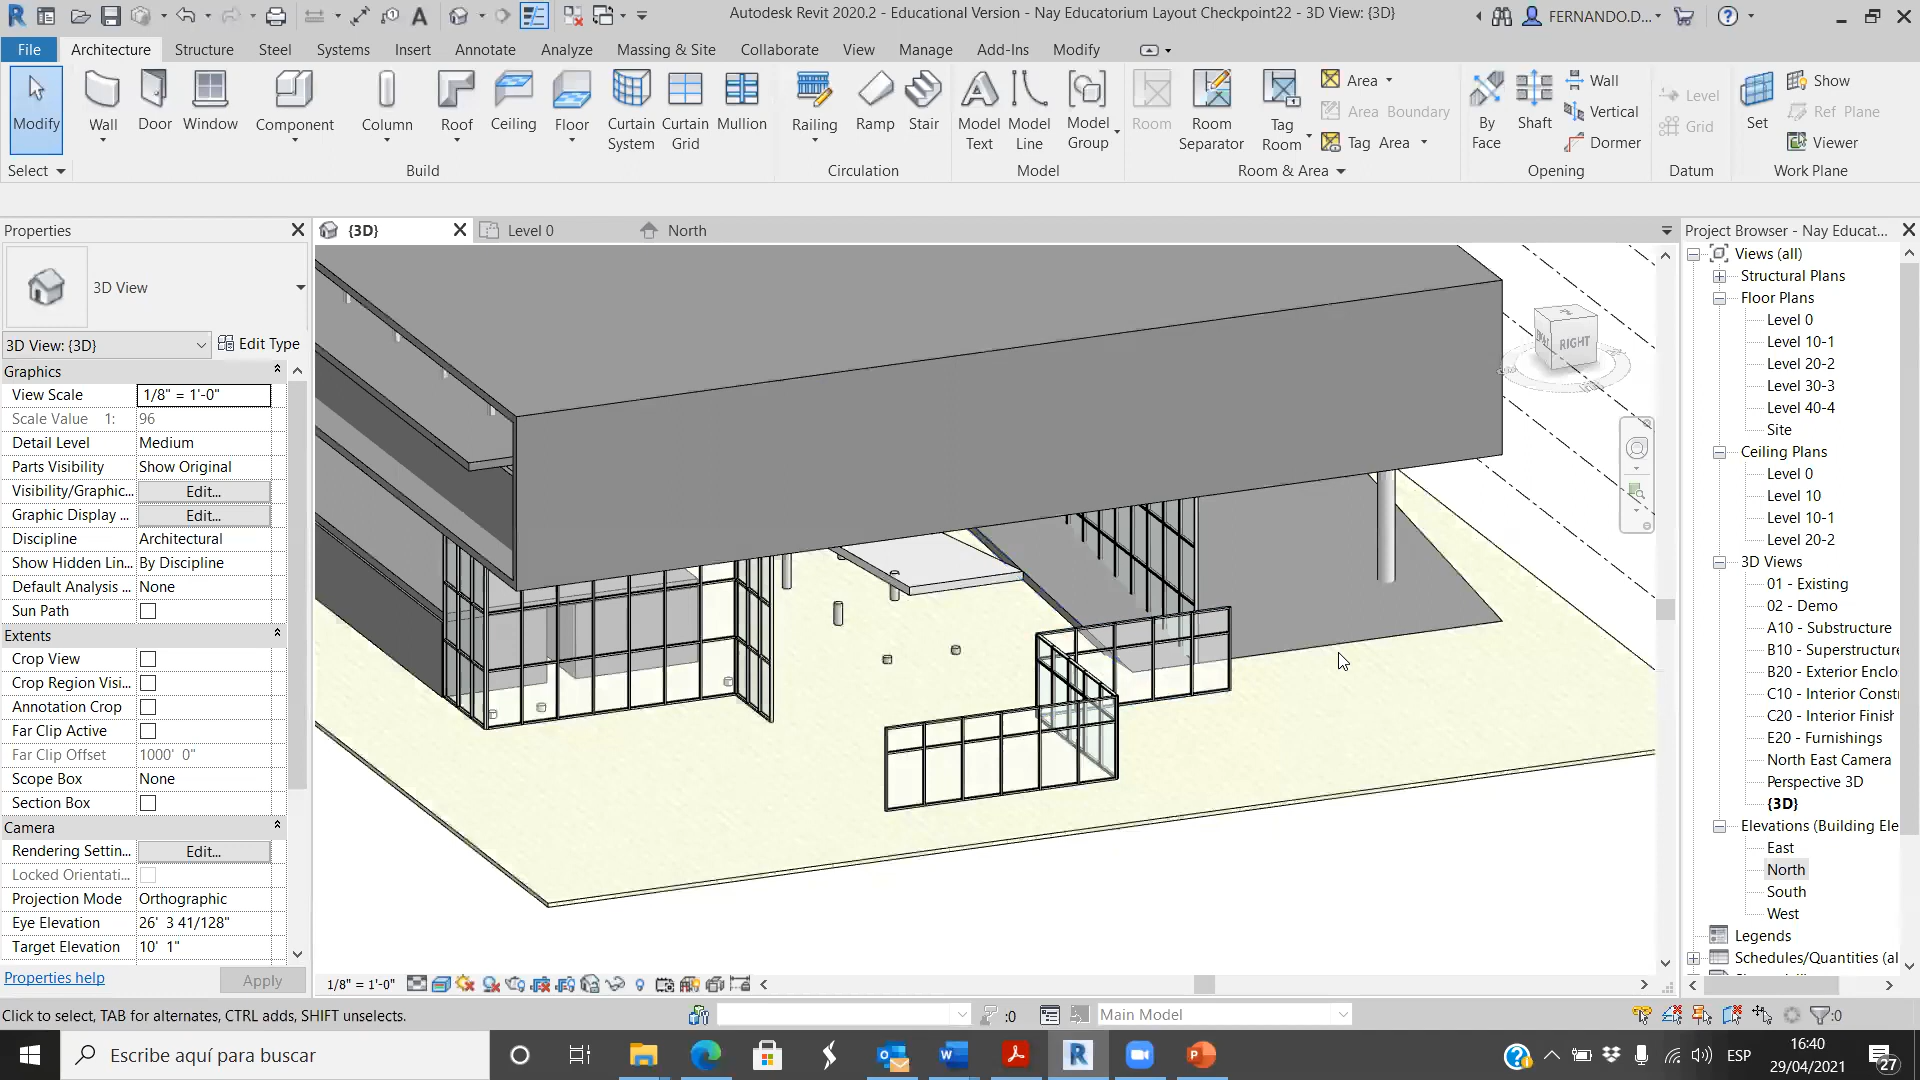 Autodesk Revit 2020.2 - Educational Version - Nay Educatorium Layout Checkpoint22 - 3D View: {3D}
FERNANDO.D...
File Architecture Structure Steel Systems Insert Annotate Analyze Massing & Site Collaborate View Manage Add-Ins Modify
Modify
Wall
Door
Window
Component
Column
Roof
Ceiling
Floor
Curtain System
Curtain Grid
Mullion
Railing
Ramp
Stair
Model Text
Model Line
Model Group
Room
Room Separator
Tag Room
Area
Area Boundary
Tag Area
By Face
Shaft
Wall
Vertical
Dormer
Level
Grid
Set
Show
Ref Plane
Viewer
Select
Build
Circulation
Model
Room & Area
Opening
Datum
Work Plane
Properties
{3D}
Level 0
North
Project Browser - Nay Educat...
3D View
3D View: {3D}
Edit Type
Graphics
View Scale 1/8" = 1'-0"
Scale Value 1: 96
Detail Level Medium
Parts Visibility Show Original
Visibility/Graphic... Edit...
Graphic Display ... Edit...
Discipline Architectural
Show Hidden Lin... By Discipline
Default Analysis ... None
Sun Path
Extents
Crop View
Crop Region Visi...
Annotation Crop
Far Clip Active
Far Clip Offset 1000' 0"
Scope Box None
Section Box
Camera
Rendering Settin... Edit...
Locked Orientati...
Projection Mode Orthographic
Eye Elevation 26' 3 41/128"
Target Elevation 10' 1"
Properties help
Apply
RIGHT
Views (all)
Structural Plans
Floor Plans
Level 0
Level 10-1
Level 20-2
Level 30-3
Level 40-4
Site
Ceiling Plans
Level 0
Level 10
Level 10-1
Level 20-2
3D Views
01 - Existing
02 - Demo
A10 - Substructure
B10 - Superstructure
B20 - Exterior Enclo
C10 - Interior Const
C20 - Interior Finish
E20 - Furnishings
North East Camera
Perspective 3D
{3D}
Elevations (Building Ele
East
North
South
West
Legends
Schedules/Quantities (al
1/8" = 1'-0"
Click to select, TAB for alternates, CTRL adds, SHIFT unselects.
:0
Main Model
:0
Escribe aquí para buscar
ESP
16:40
29/04/2021
27